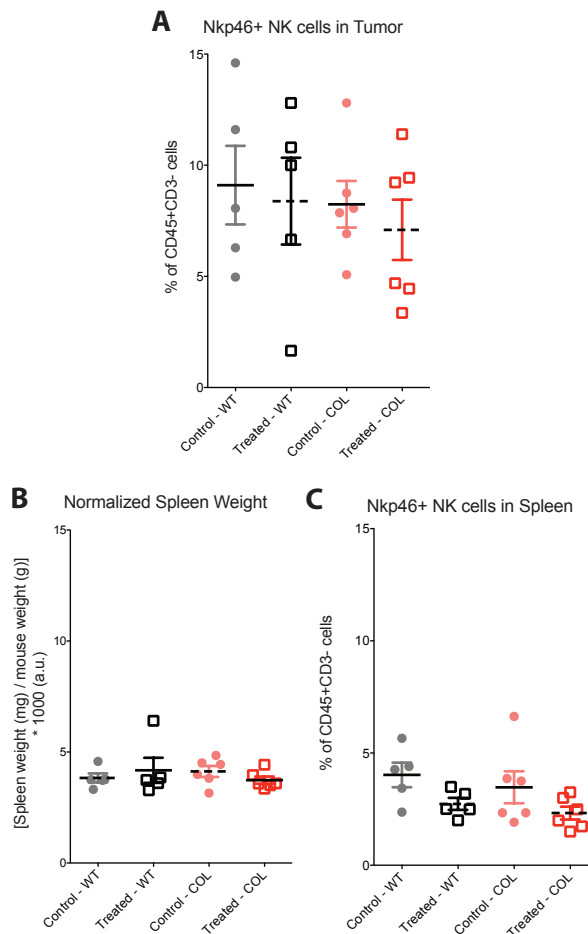 A
Nkp46+ NK cells in Tumor
% of CD45+CD3- cells
15
10
5
0
Control - WT
Treated - WT
Control - COL
Treated - COL
B
Normalized Spleen Weight
[Spleen weight (mg) / mouse weight (g)]
* 1000 (a.u.)
15
10
5
0
Control - WT
Treated - WT
Control - COL
Treated - COL
C
Nkp46+ NK cells in Spleen
% of CD45+CD3- cells
15
10
5
0
Control - WT
Treated - WT
Control - COL
Treated - COL